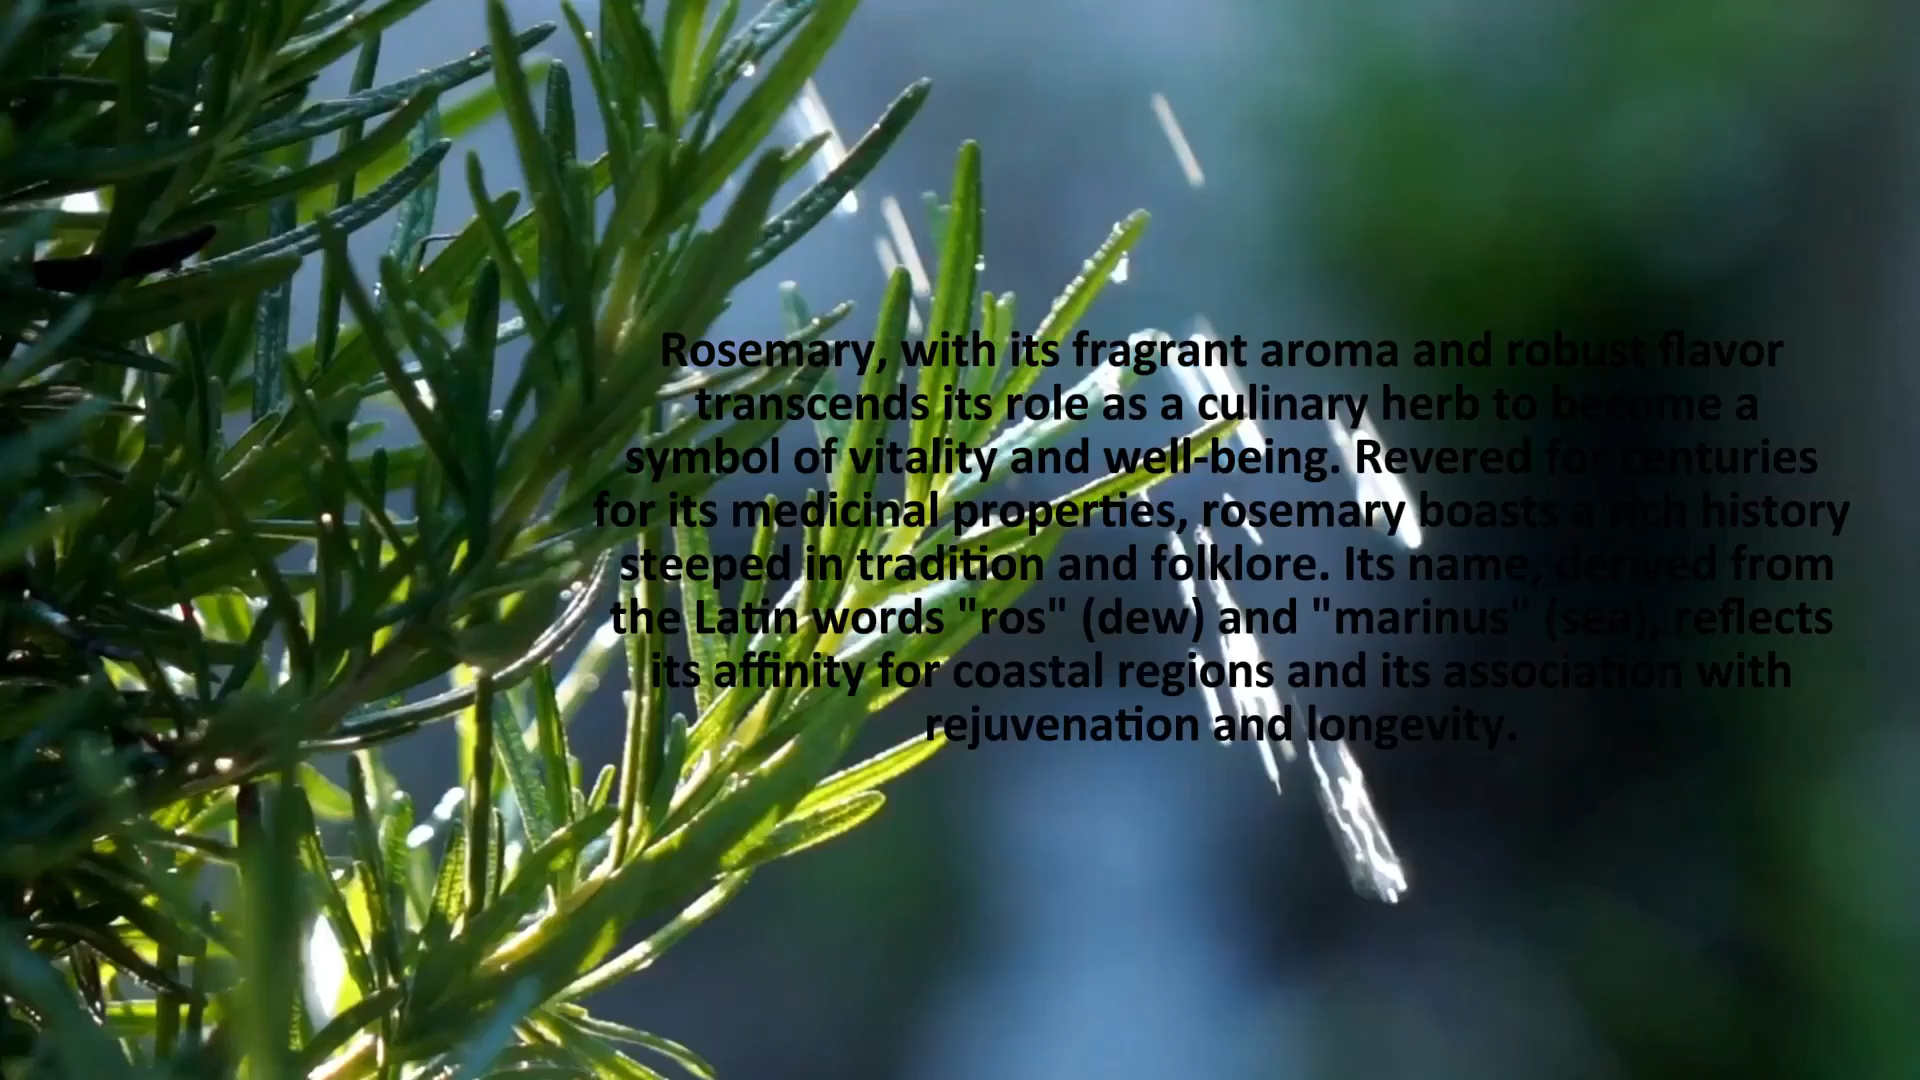 Rosemary, with its fragrant aroma and robust flavor
transcends its role as a culinary herb to become a
symbol of vitality and well-being. Revered for centuries
for its medicinal properties, rosemary boasts a rich history
steeped in tradition and folklore. Its name, derived from
the Latin words "ros" (dew) and "marinus" (sea), reflects
its affinity for coastal regions and its association with
rejuvenation and longevity.